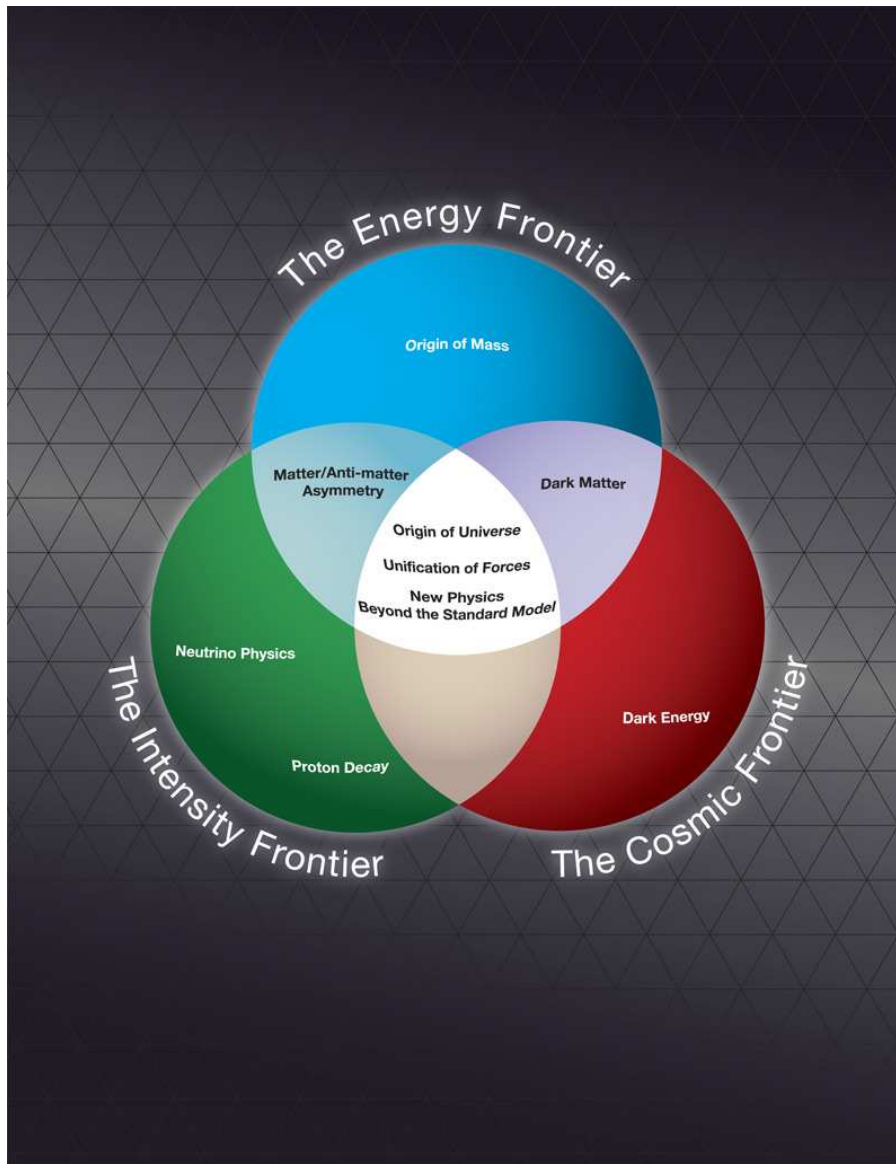 The Energy Frontier
Origin of Mass
Matter/Anti-matter
Asymmetry
Dark Matter
Origin of Universe
Unification of Forces
New Physics
Beyond the Standard Model
Neutrino Physics
Proton Decay
Dark Energy
The Intensity Frontier
The Cosmic Frontier